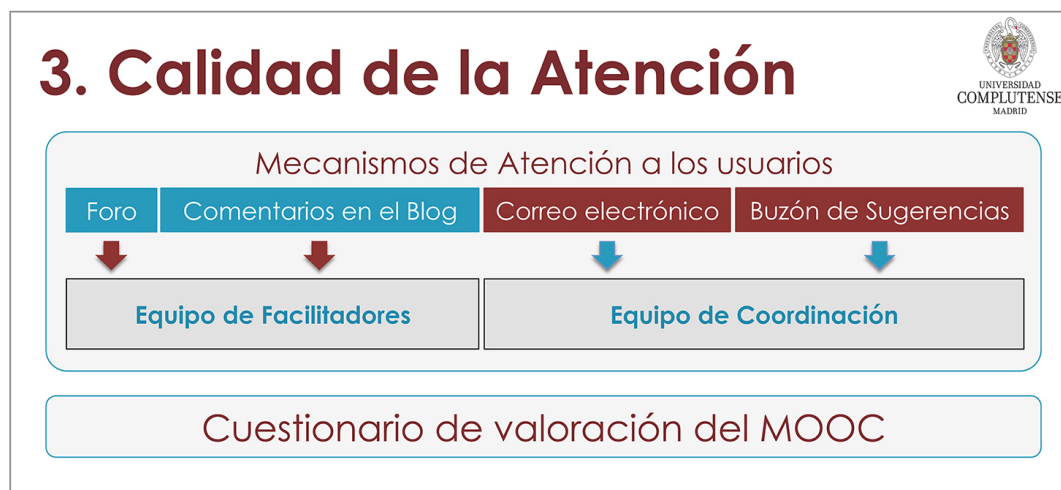 3. Calidad de la Atención
UNIVERSIDAD
COMPLUTENSE
MADRID
Mecanismos de Atención a los usuarios
Foro
Comentarios en el Blog
Correo electrónico
Buzón de Sugerencias
Equipo de Facilitadores
Equipo de Coordinación
Cuestionario de valoración del MOOC